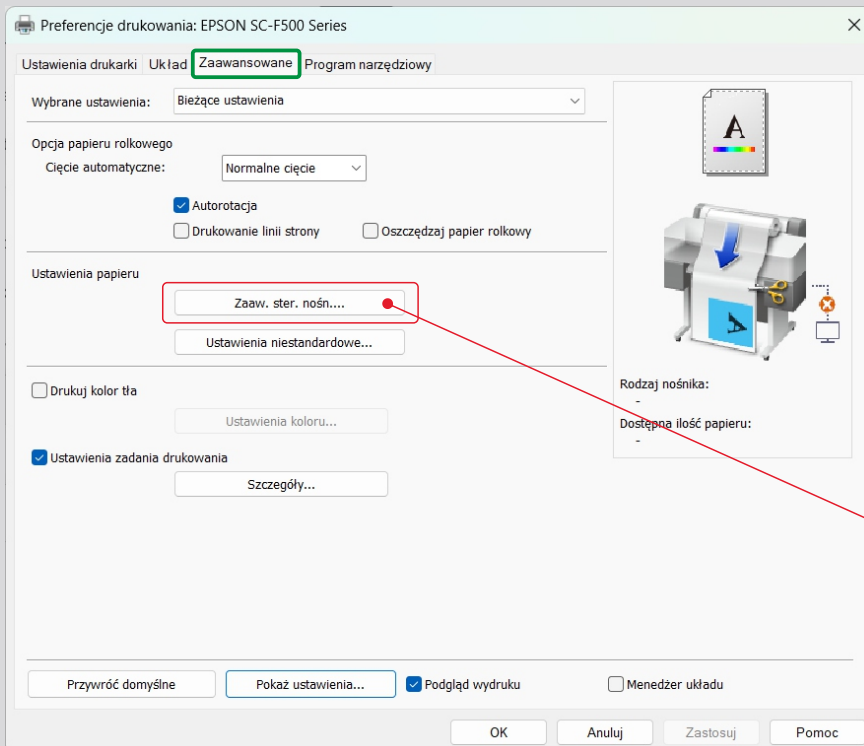 Preferencje drukowania: EPSON SC-F500 Series
Ustawienia drukarki Układ Zaawansowane Program narzędziowy
Wybrane ustawienia: Bieżące ustawienia
Opcja papieru rolkowego
Cięcie automatyczne: Normalne cięcie
Autorotacja
Drukowanie linii strony Oszczędzaj papier rolkowy
Ustawienia papieru
Zaaw. ster. nośn....
Ustawienia niestandardowe...
Drukuj kolor tła
Ustawienia koloru...
Ustawienia zadania drukowania
Szczegóły...
A
A
Rodzaj nośnika:
-
Dostępna ilość papieru:
-
Przywróć domyślne Pokaż ustawienia... Podgląd wydruku Menedżer układu
OK Anuluj Zastosuj Pomoc